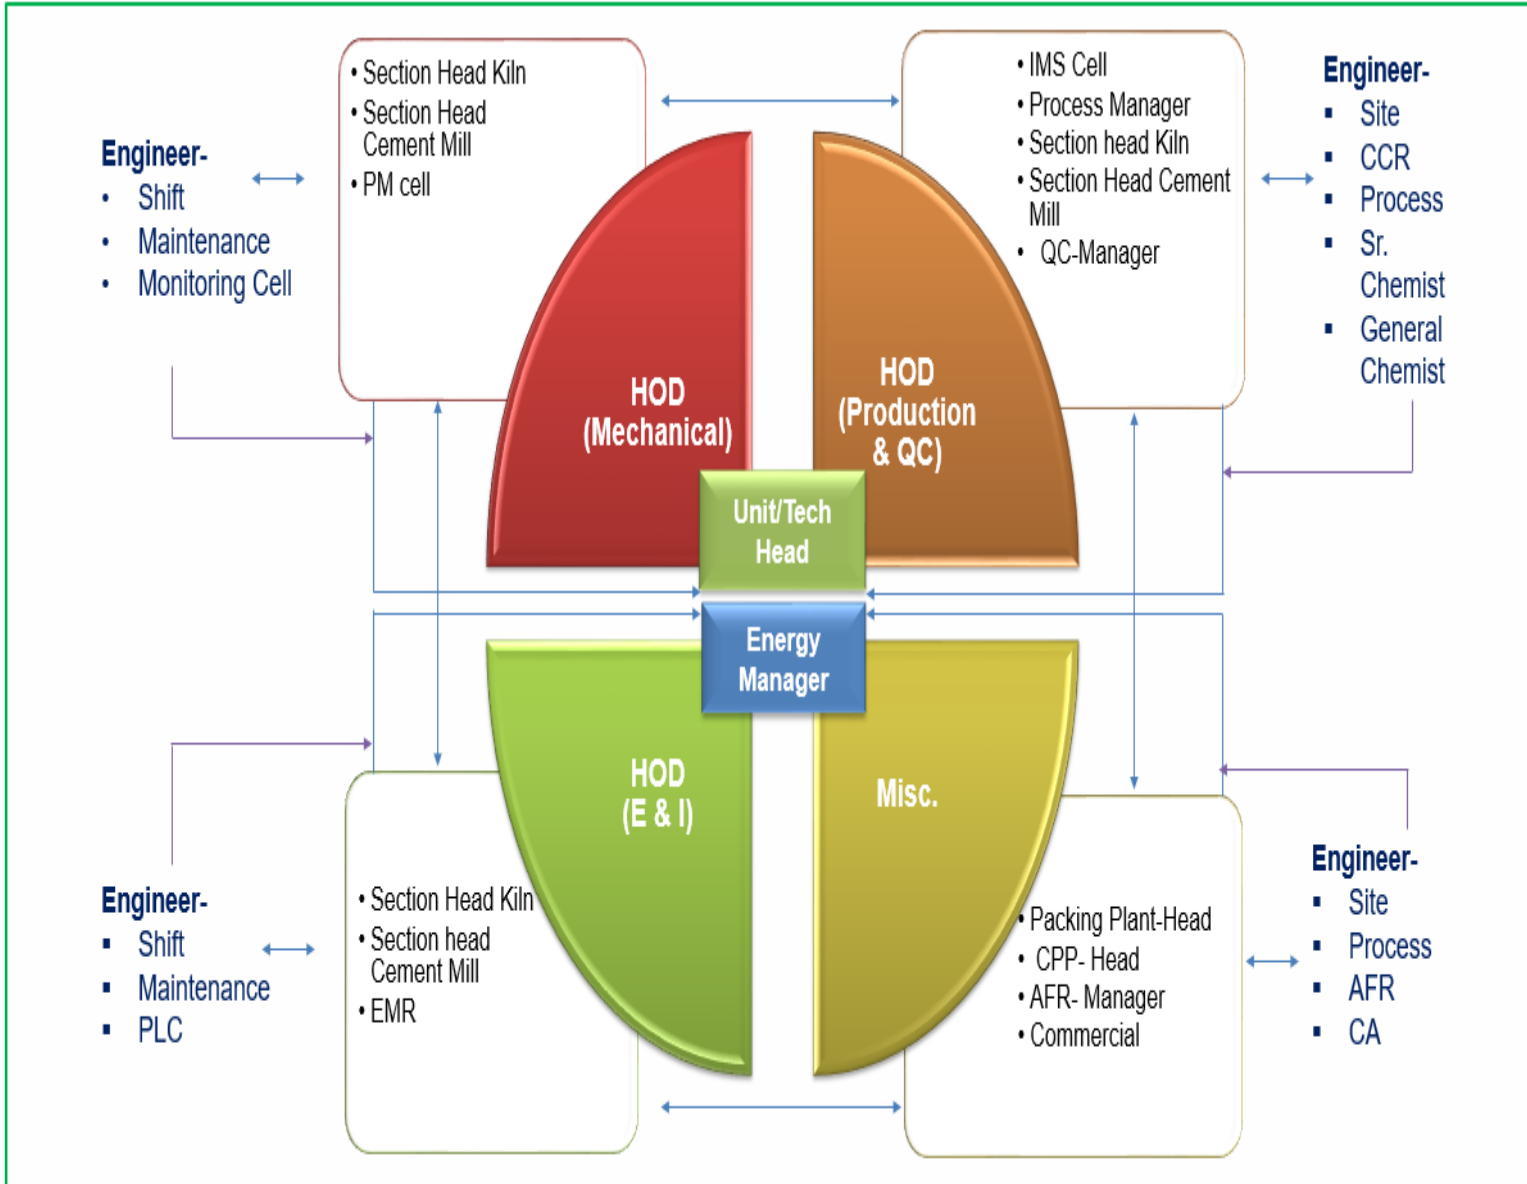 Engineer-
• Shift
• Maintenance
• Monitoring Cell
• Section Head Kiln
• Section Head
Cement Mill
• PM cell
HOD
(Mechanical)
• IMS Cell
• Process Manager
• Section head Kiln
• Section Head Cement
Mill
• QC-Manager
HOD
(Production
& QC)
Engineer-
▪ Site
▪ CCR
▪ Process
▪ Sr.
Chemist
▪ General
Chemist
Unit/Tech
Head
Energy
Manager
Engineer-
▪ Shift
▪ Maintenance
▪ PLC
• Section Head Kiln
• Section head
Cement Mill
• EMR
HOD
(E & I)
Misc.
• Packing Plant-Head
• CPP- Head
• AFR- Manager
• Commercial
Engineer-
▪ Site
▪ Process
▪ AFR
▪ CA